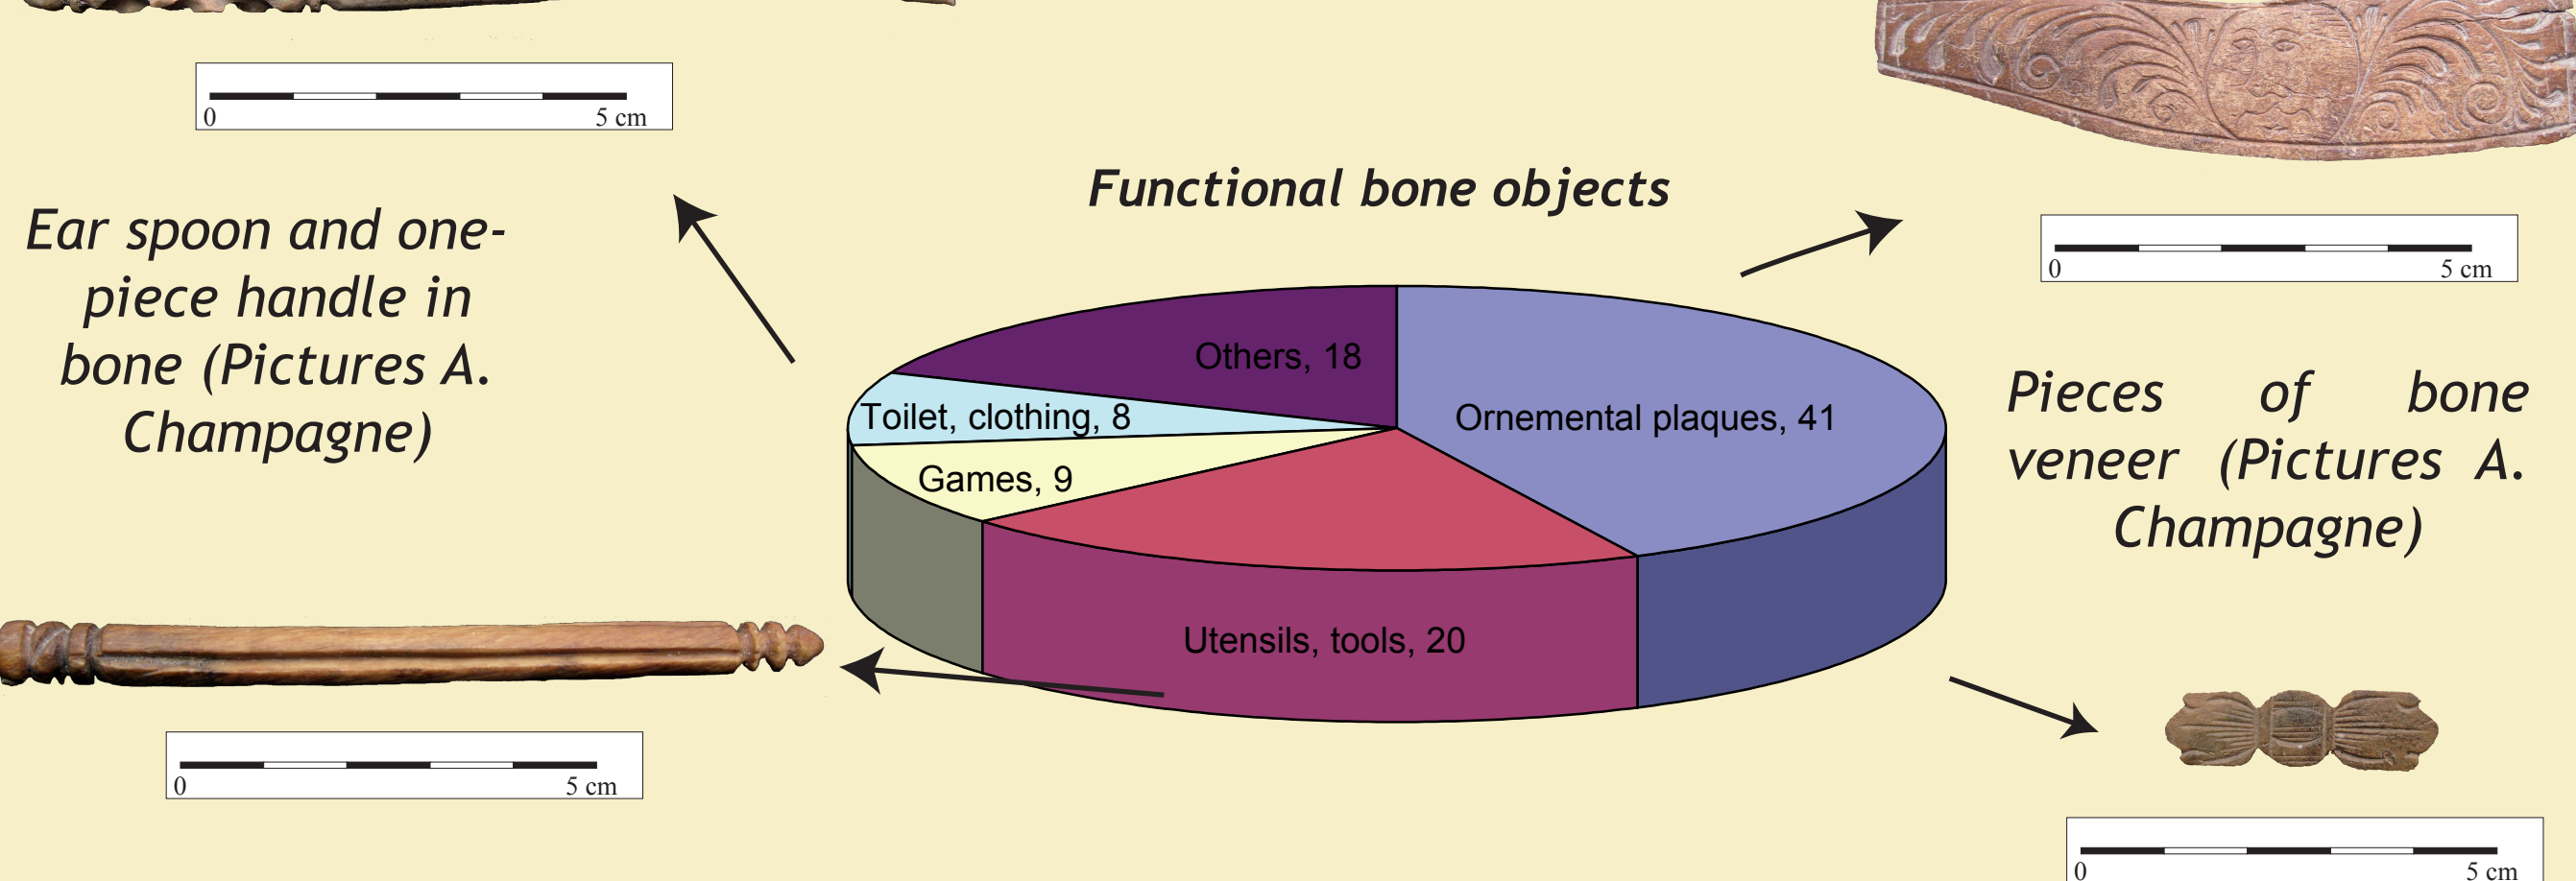 0 5 cm
Ear spoon and one-
piece handle in
bone (Pictures A.
Champagne)
0 5 cm
Functional bone objects
Others, 18
Ornemental plaques, 41
Toilet, clothing, 8
Games, 9
Utensils, tools, 20
0 5 cm
Pieces of bone
veneer (Pictures A.
Champagne)
0 5 cm